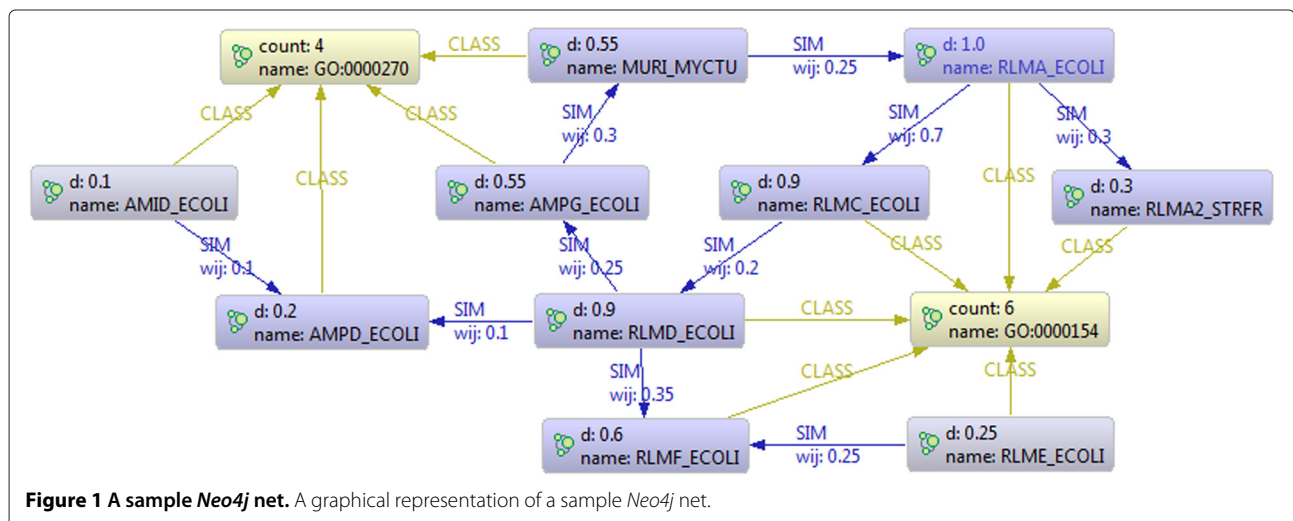 count: 4
name: GO:0000270
CLASS
d: 0.55
name: MURI_MYCTU
SIM
wij: 0.25
d: 1.0
name: RLMA_ECOLI
CLASS
CLASS
CLASS
SIM
wij: 0.3
SIM
wij: 0.7
SIM
wij: 0.3
CLASS
CLASS
d: 0.1
name: AMID_ECOLI
d: 0.55
name: AMPG_ECOLI
d: 0.9
name: RLMC_ECOLI
d: 0.3
name: RLMA2_STRFR
SIM
wij: 0.1
SIM
wij: 0.25
SIM
wij: 0.2
CLASS
CLASS
d: 0.2
name: AMPD_ECOLI
SIM
wij: 0.1
d: 0.9
name: RLMD_ECOLI
CLASS
count: 6
name: GO:0000154
SIM
wij: 0.35
CLASS
CLASS
d: 0.6
name: RLMF_ECOLI
SIM
wij: 0.25
d: 0.25
name: RLME_ECOLI
Figure 1 A sample Neo4j net. A graphical representation of a sample Neo4j net.